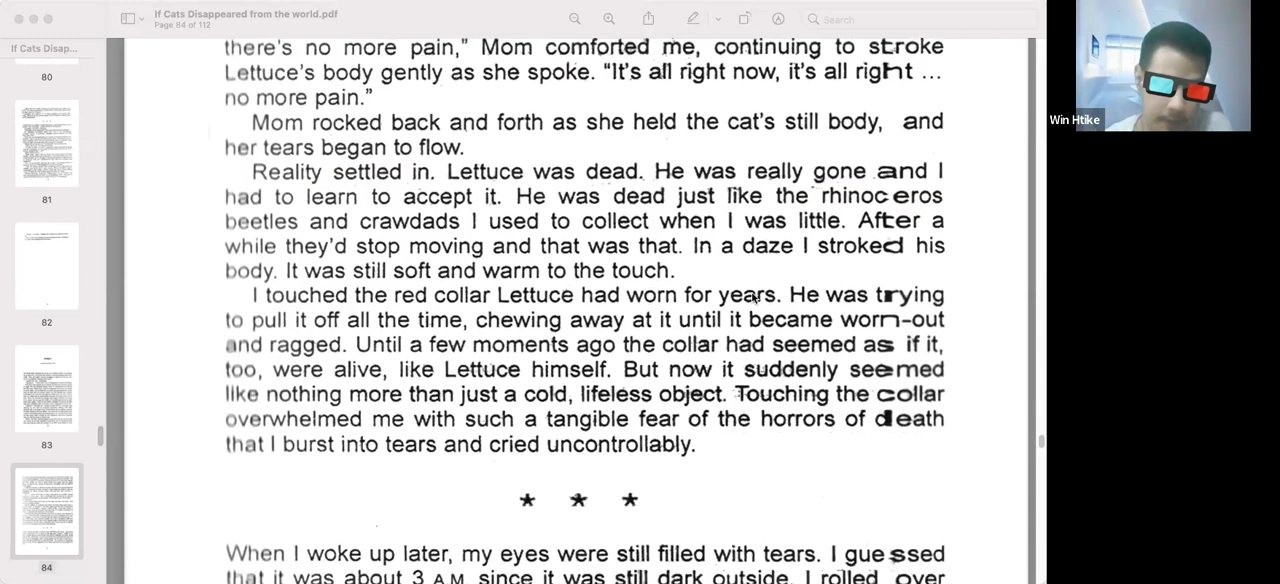 If Cats Disappeared from the world.pdf
Page 84 of 112
Search
If Cats Disap...
80
81
82
83
84
there's no more pain," Mom comforted me, continuing to stroke
Lettuce's body gently as she spoke. "It's all right now, it's all right ...
no more pain."
Mom rocked back and forth as she held the cat's still body, and
her tears began to flow.
Reality settled in. Lettuce was dead. He was really gone and I
had to learn to accept it. He was dead just like the rhinoceros
beetles and crawdads I used to collect when I was little. After a
while they'd stop moving and that was that. In a daze I stroked his
body. It was still soft and warm to the touch.
I touched the red collar Lettuce had worn for years. He was trying
to pull it off all the time, chewing away at it until it became worn-out
and ragged. Until a few moments ago the collar had seemed as if it,
too, were alive, like Lettuce himself. But now it suddenly seemed
like nothing more than just a cold, lifeless object. Touching the collar
overwhelmed me with such a tangible fear of the horrors of death
that I burst into tears and cried uncontrollably.
* * *
When I woke up later, my eyes were still filled with tears. I guessed
that it was about 3 A.M. since it was still dark outside. I rolled over
Win Htike